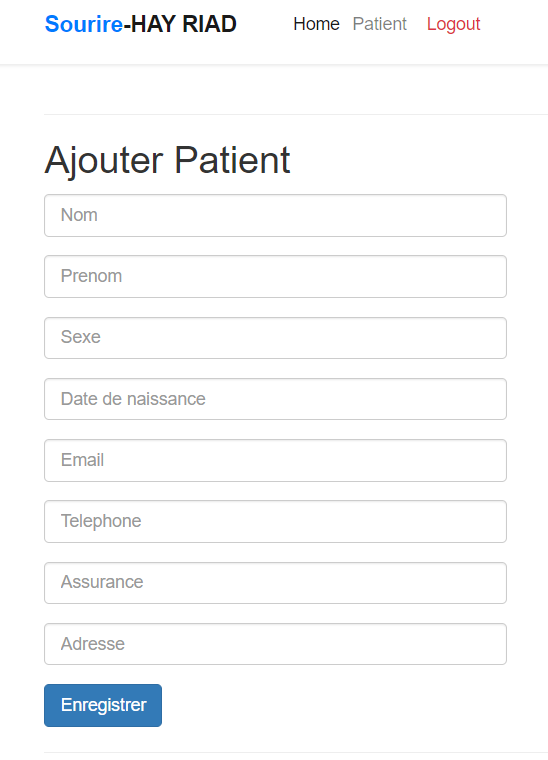 Sourire-HAY RIAD Home Patient Logout
Ajouter Patient
Nom
Prenom
Sexe
Date de naissance
Email
Telephone
Assurance
Adresse
Enregistrer